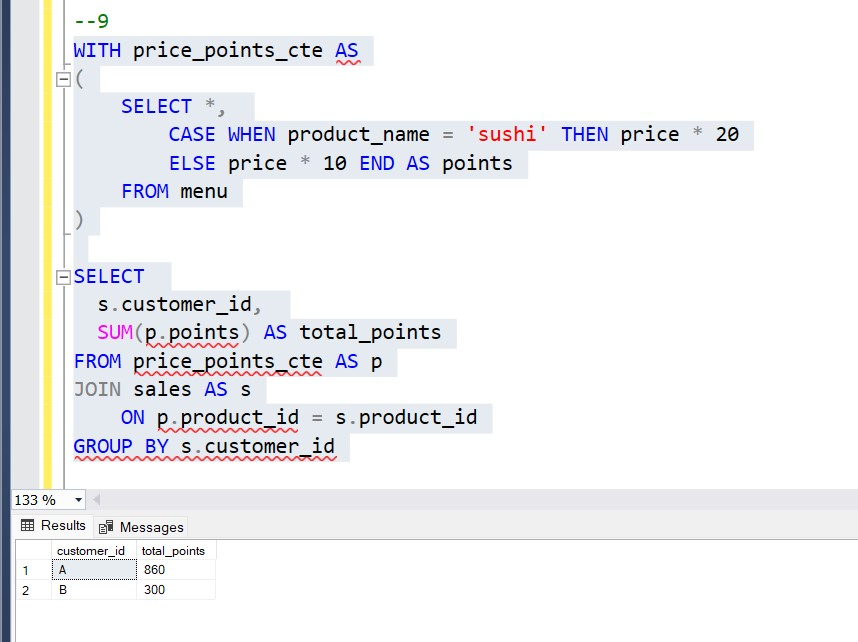 --9
WITH price_points_cte AS
(
SELECT *,
CASE WHEN product_name = 'sushi' THEN price * 20
ELSE price * 10 END AS points
FROM menu
)
SELECT
s.customer_id,
SUM(p.points) AS total_points
FROM price_points_cte AS p
JOIN sales AS s
ON p.product_id = s.product_id
GROUP BY s.customer_id
133 %
Results Messages
customer_id total_points
1 A 860
2 B 300